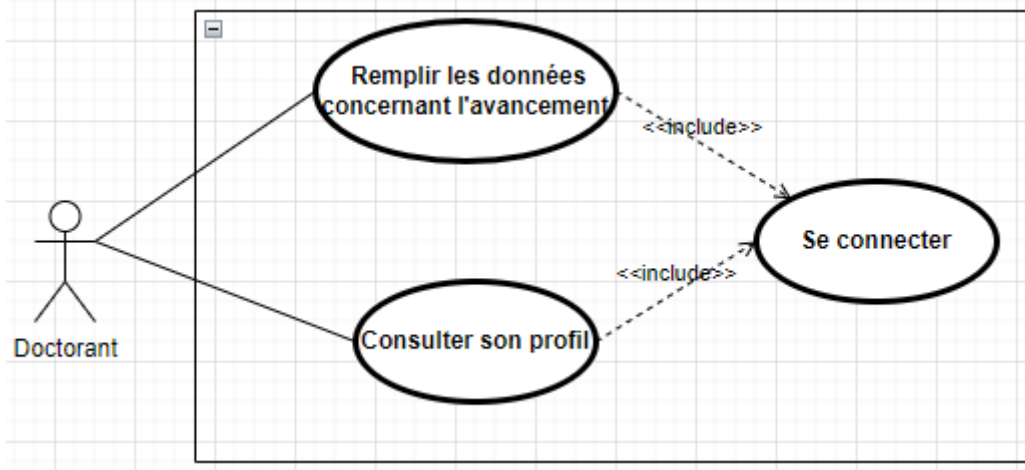 Remplir les données
concernant l'avancement
<<include>>
Se connecter
<<include>>
Consulter son profil
Doctorant